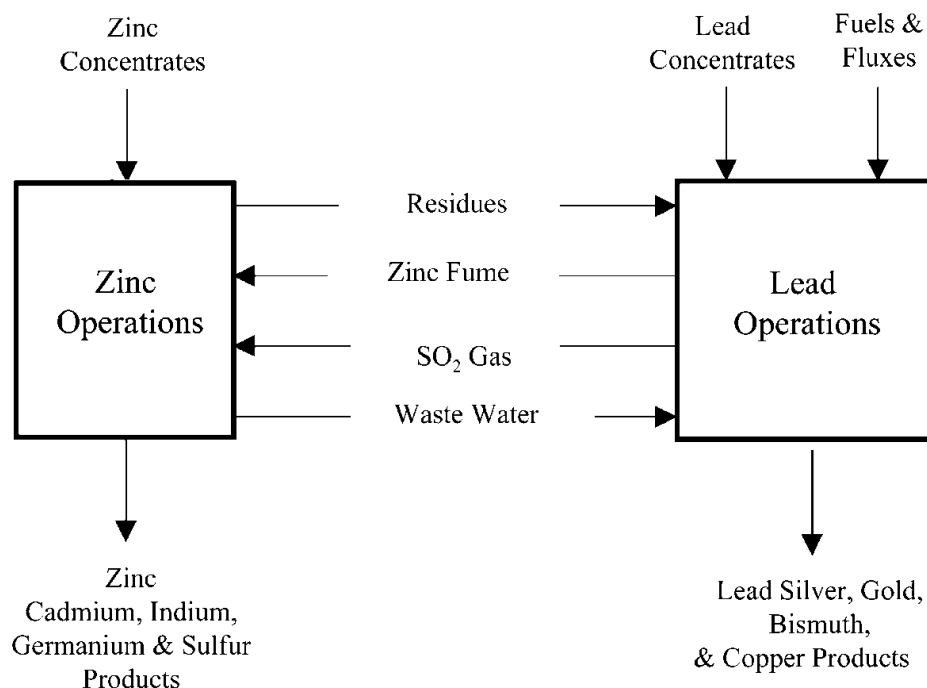 Zinc
Concentrates
Lead
Concentrates
Fuels &
Fluxes
Zinc
Operations
Residues
Zinc Fume
SO₂ Gas
Waste Water
Lead
Operations
Zinc
Cadmium, Indium,
Germanium & Sulfur
Products
Lead Silver, Gold,
Bismuth,
& Copper Products